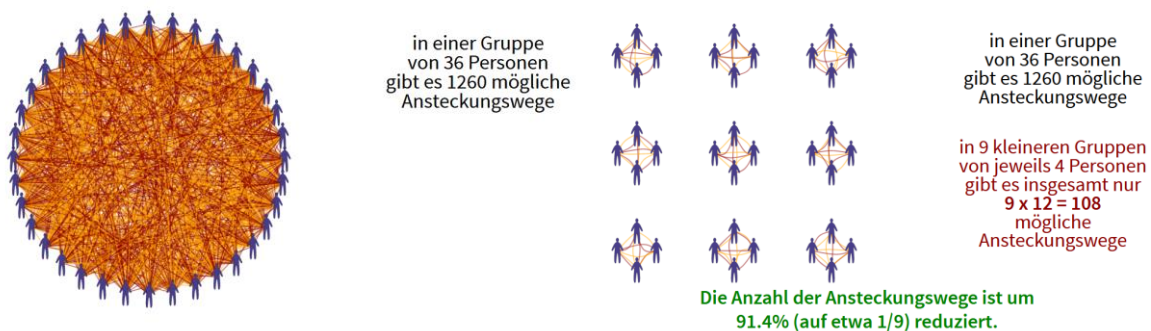 in einer Gruppe
von 36 Personen
gibt es 1260 mögliche
Ansteckungswege
in einer Gruppe
von 36 Personen
gibt es 1260 mögliche
Ansteckungswege
in 9 kleineren Gruppen
von jeweils 4 Personen
gibt es insgesamt nur
9 x 12 = 108
mögliche
Ansteckungswege
Die Anzahl der Ansteckungswege ist um
91.4% (auf etwa 1/9) reduziert.